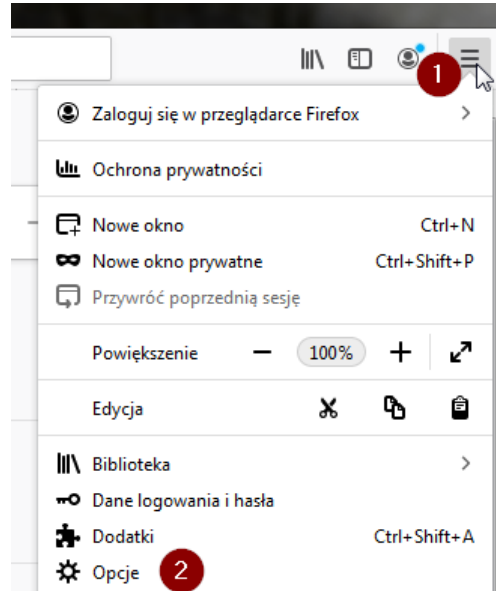 1
Zaloguj się w przeglądarce Firefox
Ochrona prywatności
Nowe okno Ctrl+N
Nowe okno prywatne Ctrl+Shift+P
Przywróć poprzednią sesję
Powiększenie 100%
Edycja
Biblioteka
Dane logowania i hasła
Dodatki Ctrl+Shift+A
Opcje 2